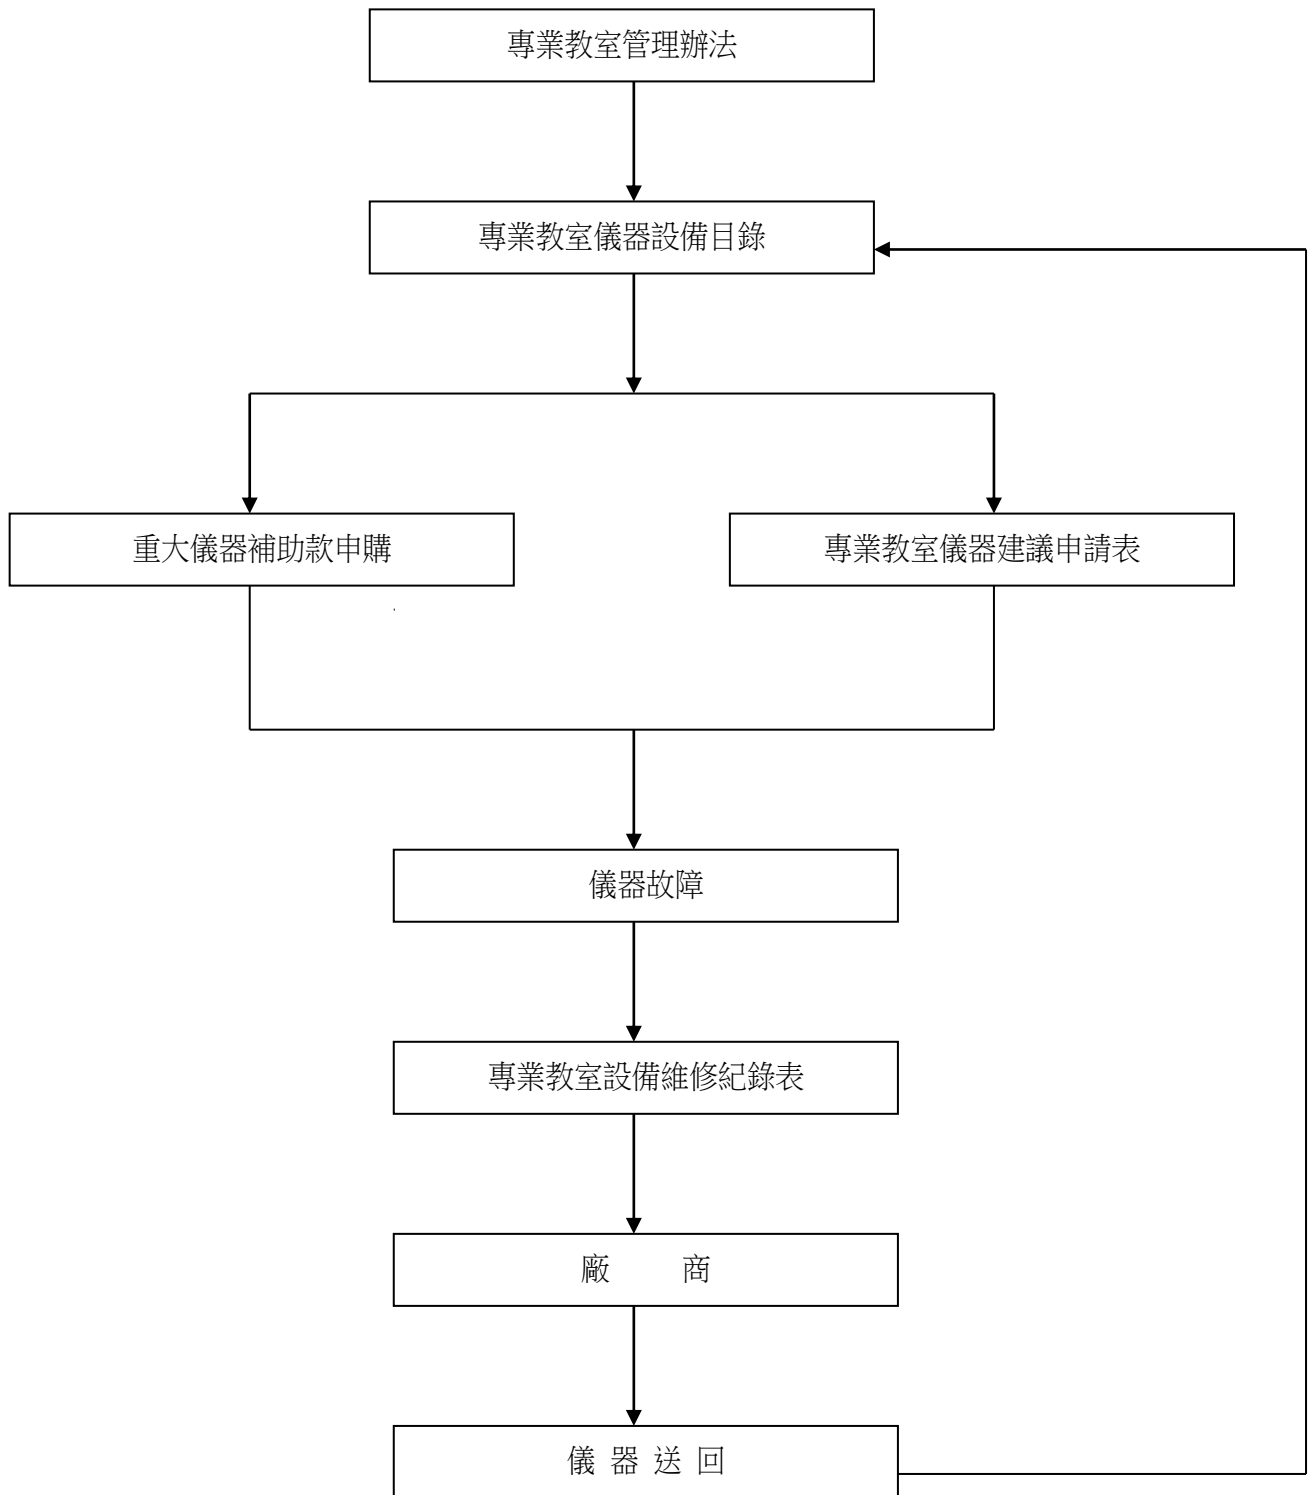 專業教室管理辦法
專業教室儀器設備目錄
重大儀器補助款申購
專業教室儀器建議申請表
儀器故障
專業教室設備維修紀錄表
廠 商
儀 器 送 回